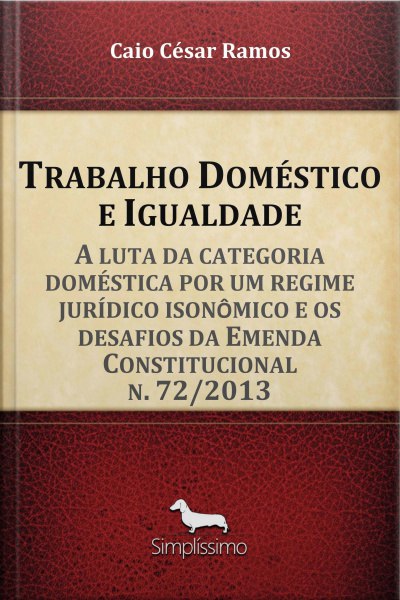 Caio César Ramos
Trabalho Doméstico
e Igualdade
A luta da categoria
doméstica por um regime
jurídico isonômico e os
desafios da Emenda
Constitucional
n. 72/2013
Simplíssimo